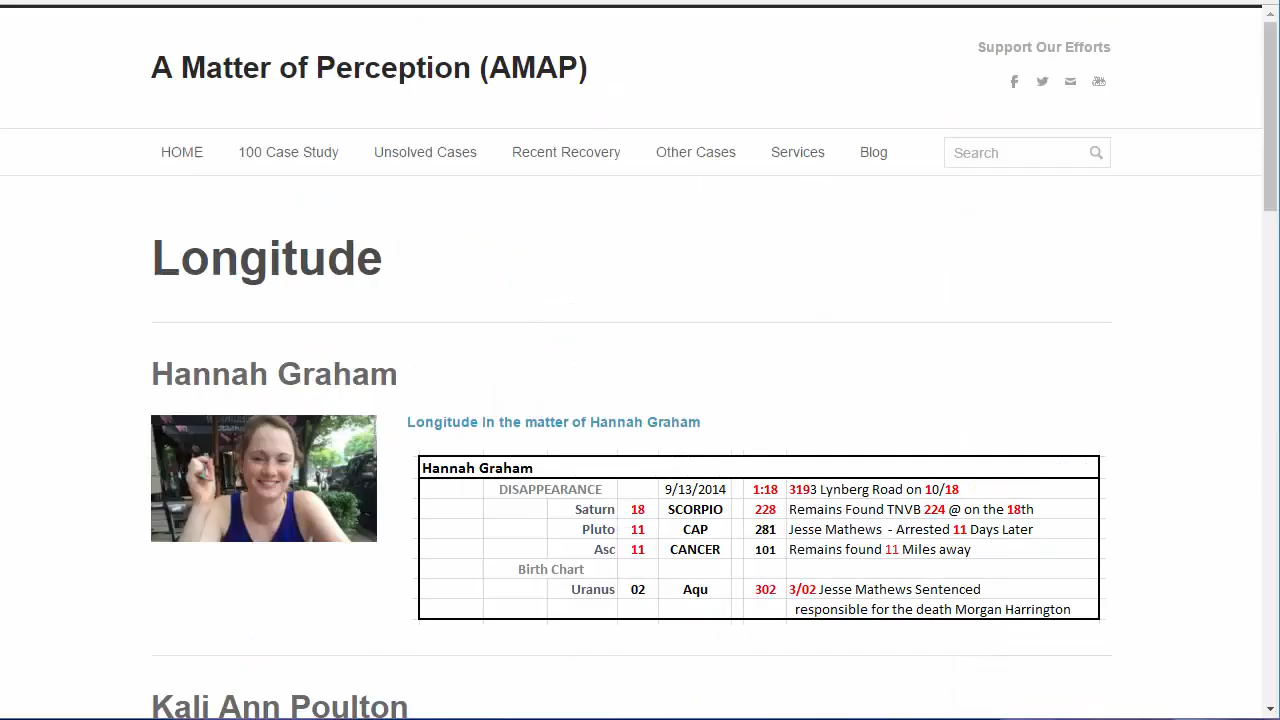 Support Our Efforts
A Matter of Perception (AMAP)
HOME 100 Case Study Unsolved Cases Recent Recovery Other Cases Services Blog Search
Longitude
Hannah Graham
Longitude in the matter of Hannah Graham
Hannah Graham
DISAPPEARANCE 9/13/2014 1:18 3193 Lynberg Road on 10/18
Saturn 18 SCORPIO 228 Remains Found TNVB 224 @ on the 18th
Pluto 11 CAP 281 Jesse Mathews - Arrested 11 Days Later
Asc 11 CANCER 101 Remains found 11 Miles away
Birth Chart
Uranus 02 Aqu 302 3/02 Jesse Mathews Sentenced
responsible for the death Morgan Harrington
Kali Ann Poulton